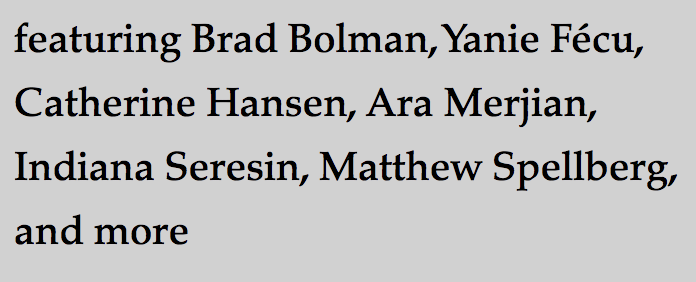 featuring Brad Bolman, Yanie Fécu,
Catherine Hansen, Ara Merjian,
Indiana Seresin, Matthew Spellberg,
and more